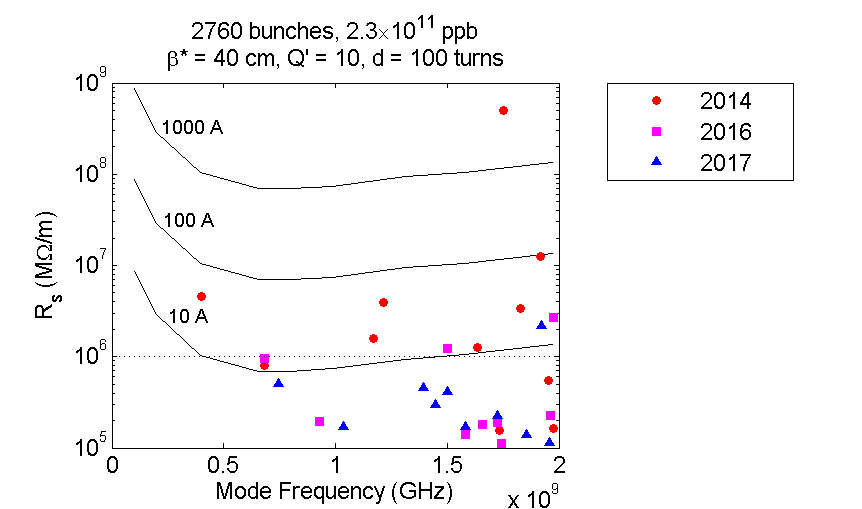 2760 bunches, 2.3×10¹¹ ppb
β* = 40 cm, Q' = 10, d = 100 turns
10⁹
10⁸
10⁷
10⁶
10⁵
Rₛ (MΩ/m)
1000 A
100 A
10 A
0 0.5 1 1.5 2
x 10⁹
Mode Frequency (GHz)
2014
2016
2017